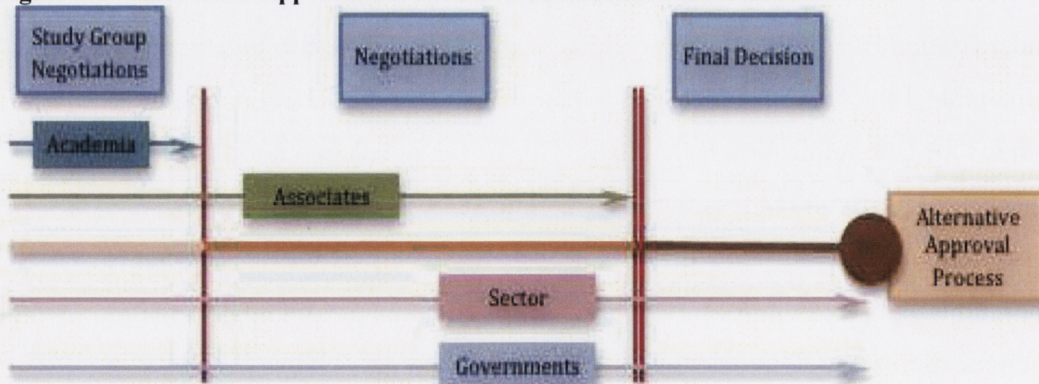 Study Group
Negotiations
Negotiations
Final Decision
Academia
Associates
Alternative
Approval
Process
Sector
Governments